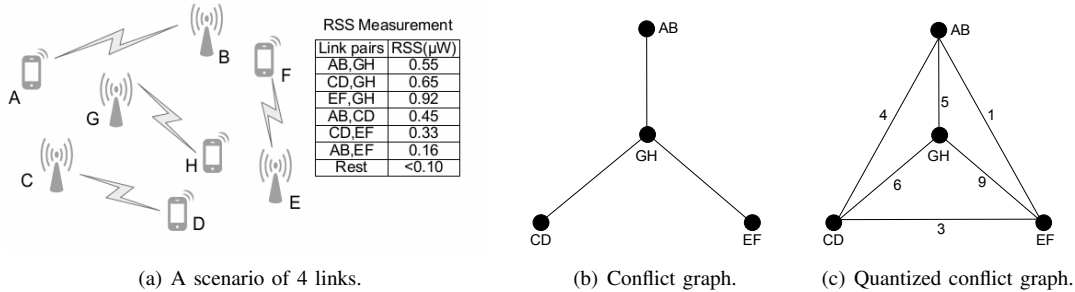 A
B
F
G
H
C
D
E
RSS Measurement
Link pairs RSS(μW)
AB,GH 0.55
CD,GH 0.65
EF,GH 0.92
AB,CD 0.45
CD,EF 0.33
AB,EF 0.16
Rest <0.10
(a) A scenario of 4 links.
AB
GH
CD
EF
(b) Conflict graph.
AB
4
5
1
GH
6
9
CD
3
EF
(c) Quantized conflict graph.